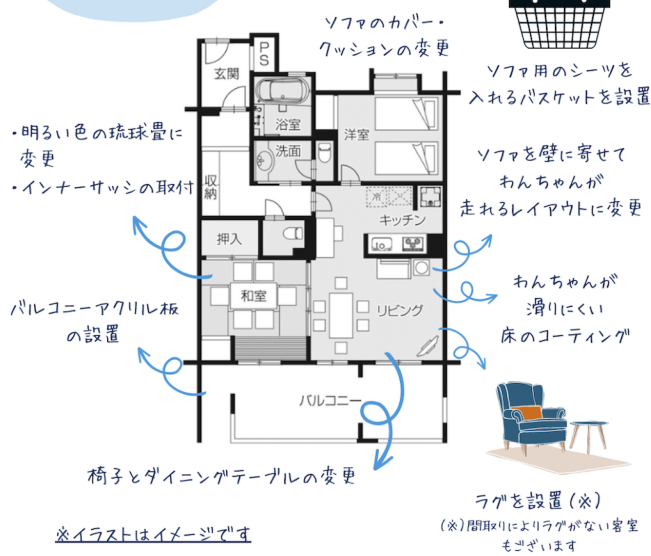 ソファのカバー・
クッションの変更
ソファ用のシーツを
入れるバスケットを設置
・明るい色の琉球畳に
変更
・インナーサッシの取付
ソファを壁に寄せて
わんちゃんが
走れるレイアウトに変更
バルコニーアクリル板
の設置
わんちゃんが
滑りにくい
床のコーティング
玄関
PS
浴室
洋室
洗面
収納
冷
キッチン
押入
和室
リビング
バルコニー
椅子とダイニングテーブルの変更
ラグを設置(※)
(※)間取りによりラグがない客室
もございます
※イラストはイメージです